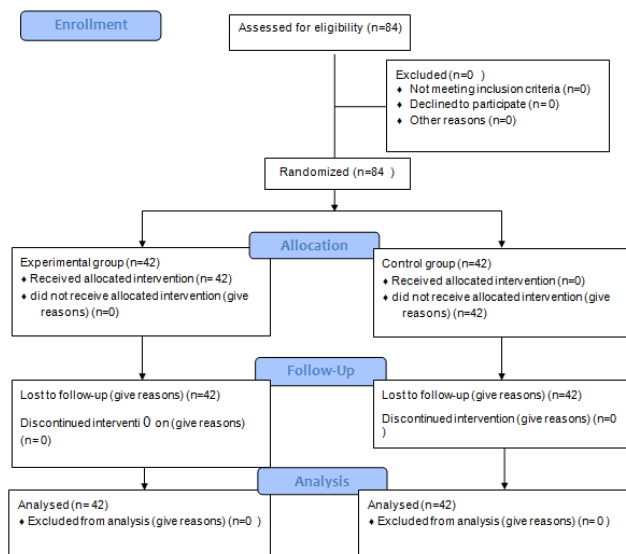 Enrollment
Assessed for eligibility (n=84)
Excluded (n=0 )
♦ Not meeting inclusion criteria (n=0)
♦ Declined to participate (n= 0)
♦ Other reasons (n=0)
Randomized (n=84 )
Allocation
Experimental group (n=42)
♦ Received allocated intervention (n= 42)
♦ did not receive allocated intervention (give
reasons) (n=0)
Control group (n=42)
♦ Received allocated intervention (n=0)
♦ did not receive allocated intervention (give
reasons) (n=42)
Follow-Up
Lost to follow-up (give reasons) (n=42)
Discontinued interventi 0 on (give reasons)
(n= 0)
Lost to follow-up (give reasons) (n=42)
Discontinued intervention (give reasons) (n=0
)
Analysis
Analysed (n= 42)
♦ Excluded from analysis (give reasons) (n=0 )
Analysed (n=42)
♦ Excluded from analysis (give reasons) (n= 0)